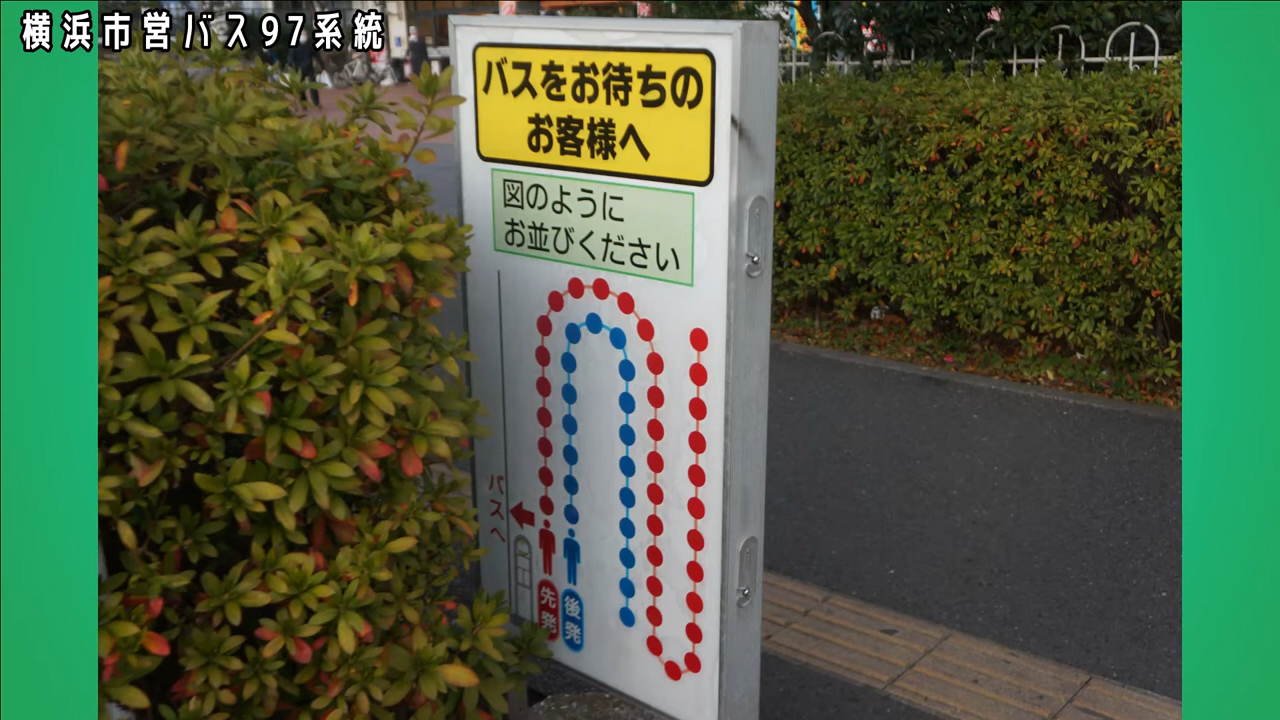 横浜市営バス97系統
バスをお待ちの
お客様へ
図のように
お並びください
バスへ
先発
後発